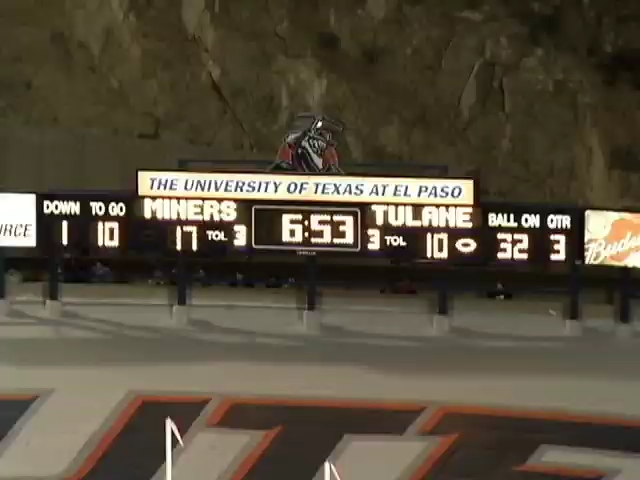 THE UNIVERSITY OF TEXAS AT EL PASO
DOWN TO GO MINERS 6:53 TULANE BALL ON QTR
1 10 17 TOL 3 3 TOL 10 32 3